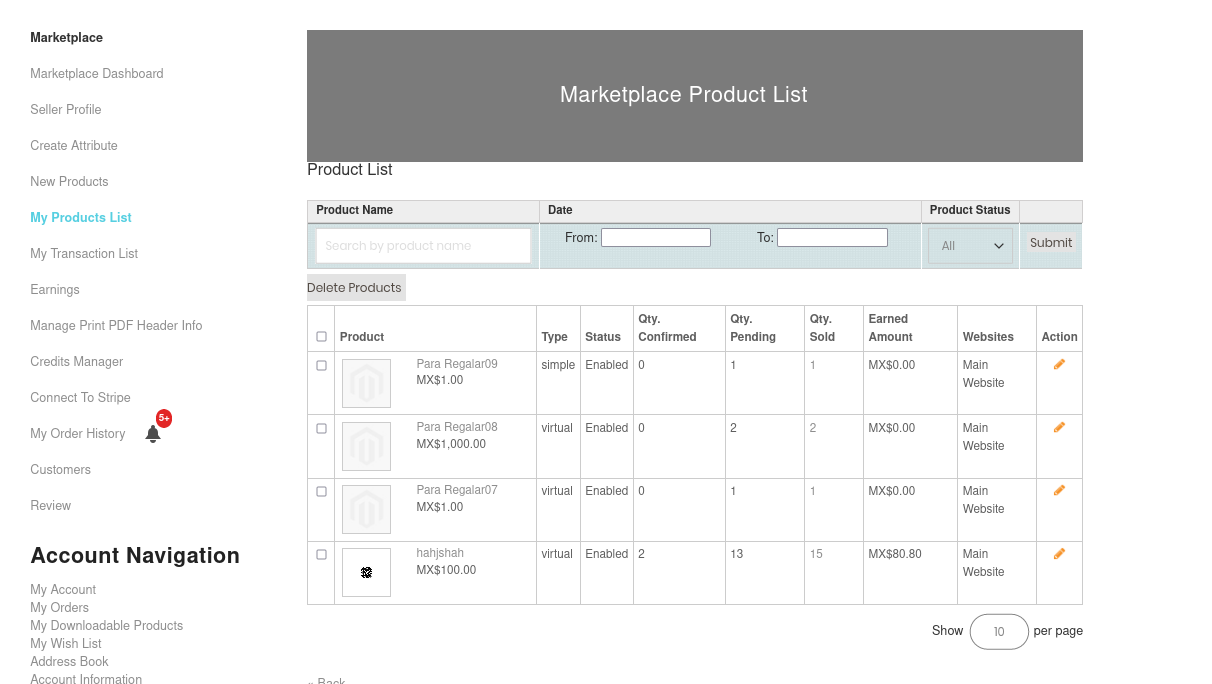 Marketplace
Marketplace Dashboard
Seller Profile
Create Attribute
New Products
My Products List
My Transaction List
Earnings
Manage Print PDF Header Info
Credits Manager
Connect To Stripe
My Order History 5+
Customers
Review
Account Navigation
My Account
My Orders
My Downloadable Products
My Wish List
Address Book
Account Information
Marketplace Product List
Product List
Product Name Date Product Status
Search by product name From: To: All Submit
Delete Products
Product Type Status Qty. Confirmed Qty. Pending Qty. Sold Earned Amount Websites Action
Para Regalar09 simple Enabled 0 1 1 MX$0.00 Main Website
MX$1.00
Para Regalar08 virtual Enabled 0 2 2 MX$0.00 Main Website
MX$1,000.00
Para Regalar07 virtual Enabled 0 1 1 MX$0.00 Main Website
MX$1.00
hahjshah virtual Enabled 2 13 15 MX$80.80 Main Website
MX$100.00
Show 10 per page
« Back